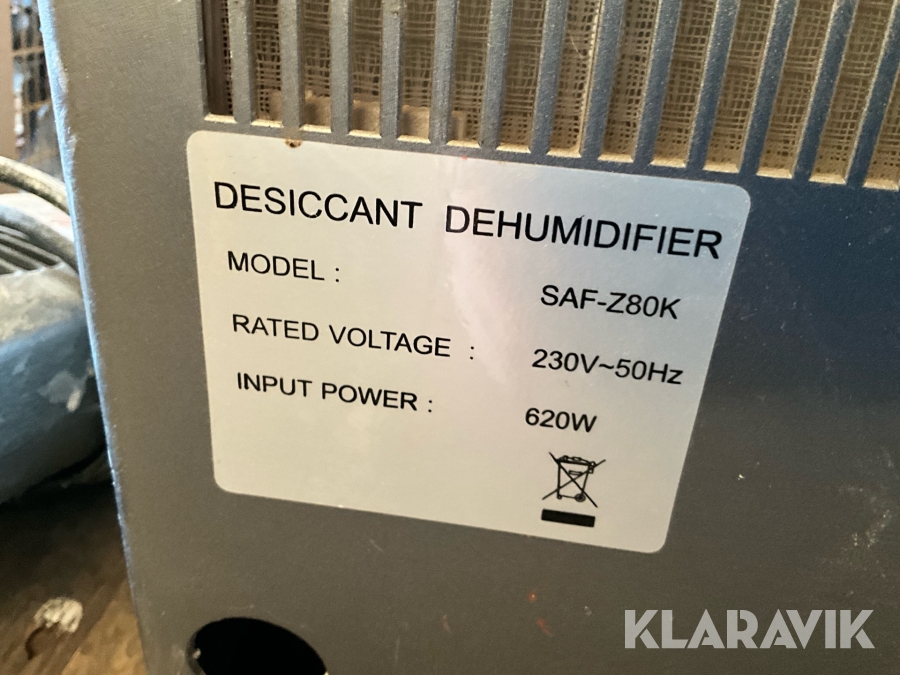 DESICCANT DEHUMIDIFIER
MODEL : SAF-Z80K
RATED VOLTAGE : 230V~50Hz
INPUT POWER : 620W
KLARAVIK